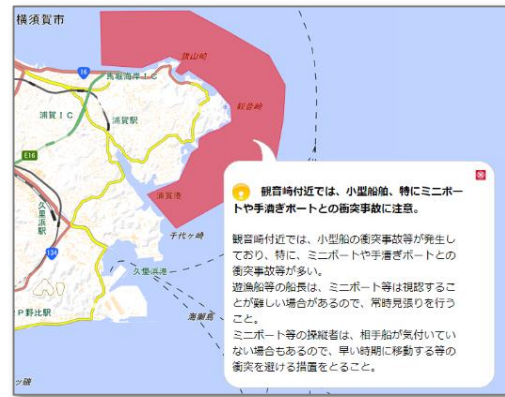 横須賀市
16
旗山崎
馬堀海岸IC
観音崎
浦賀IC
浦賀駅
E16
久里浜駅
浦賀港
134
千代ヶ崎
久里浜港
海獺島
P野比駅
ッ磯
観音崎付近では、小型船舶、特にミニボー
トや手漕ぎボートとの衝突事故に注意。
観音崎付近では、小型船の衝突事故等が発生し
ており、特に、ミニボートや手漕ぎボートとの
衝突事故等が多い。
遊漁船等の船長は、ミニボート等は視認するこ
とが難しい場合があるので、常時見張りを行う
こと。
ミニボート等の操縦者は、相手船が気付いてい
ない場合もあるので、早い時期に移動する等の
衝突を避ける措置をとること。